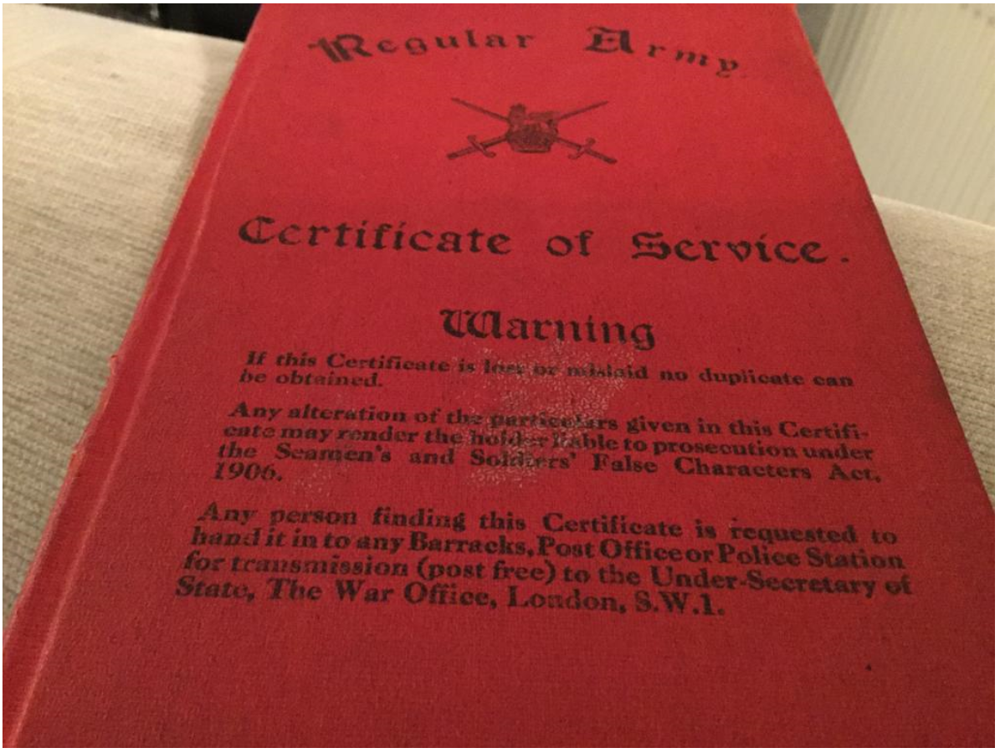 Regular Army
Certificate of Service.
Warning
If this Certificate is lost or mislaid no duplicate can
be obtained.
Any alteration of the particulars given in this Certifi-
cate may render the holder liable to prosecution under
the Seamen's and Soldiers' False Characters Act,
1906.
Any person finding this Certificate is requested to
hand it in to any Barracks, Post Office or Police Station
for transmission (post free) to the Under-Secretary of
State, The War Office, London, S.W.1.